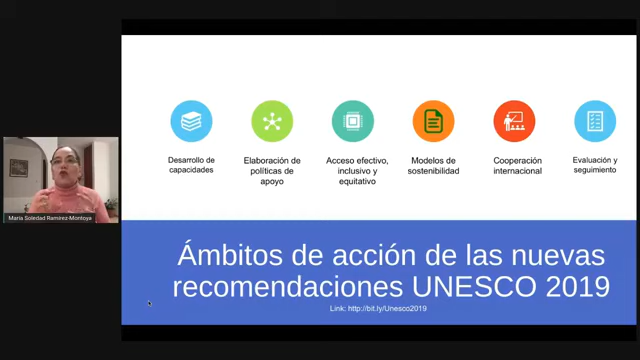 Desarrollo de
capacidades
Elaboración de
políticas de
apoyo
Acceso efectivo,
inclusivo y
equitativo
Modelos de
sostenibilidad
Cooperación
internacional
Evaluación y
seguimiento
María Soledad Ramírez-Montoya
Ámbitos de acción de las nuevas
recomendaciones UNESCO 2019
Link: http://bit.ly/Unesco2019